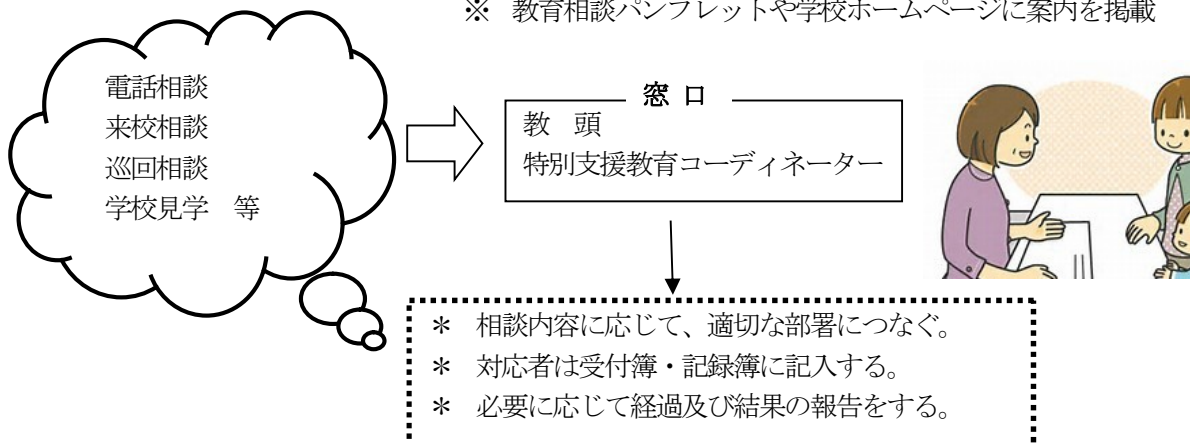 ※ 教育相談パンフレットや学校ホームページに案内を掲載
電話相談
来校相談
巡回相談
学校見学 等
窓 口
教 頭
特別支援教育コーディネーター
＊ 相談内容に応じて、適切な部署につなぐ。
＊ 対応者は受付簿・記録簿に記入する。
＊ 必要に応じて経過及び結果の報告をする。